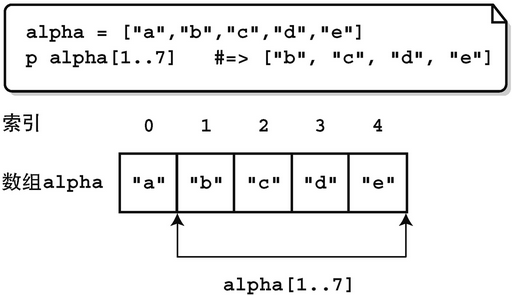 alpha = ["a","b","c","d","e"]
p alpha[1..7]   #=> ["b", "c", "d", "e"]
索引 0 1 2 3 4
数组alpha "a" "b" "c" "d" "e"
alpha[1..7]